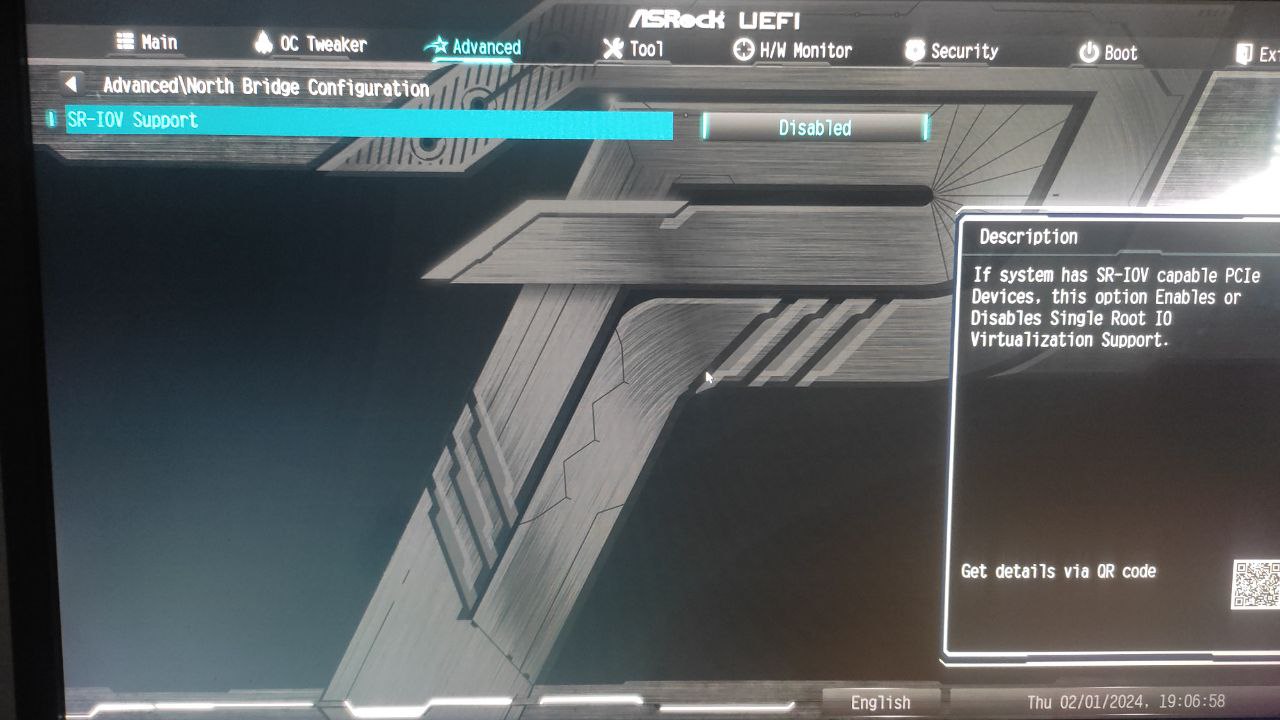 ASRock UEFI
Main OC Tweaker Advanced Tool H/W Monitor Security Boot
Advanced\North Bridge Configuration
SR-IOV Support Disabled
Description
If system has SR-IOV capable PCIe
Devices, this option Enables or
Disables Single Root IO
Virtualization Support.
Get details via QR code
English Thu 02/01/2024, 19:06:58